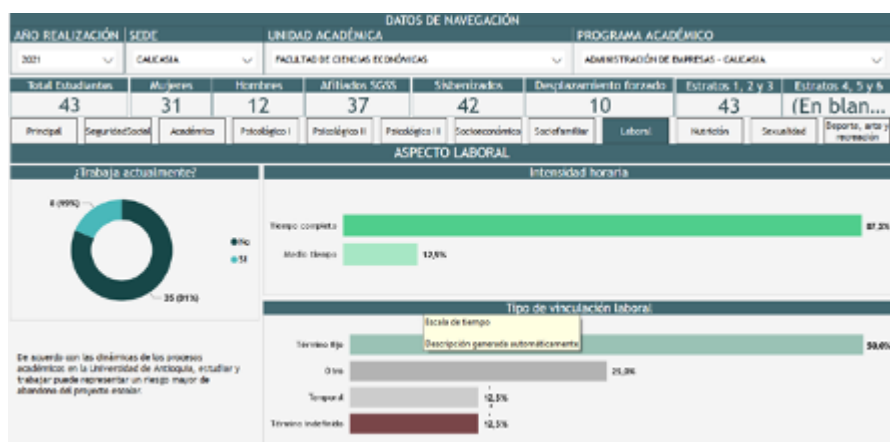 DATOS DE NAVEGACIÓN
AÑO REALIZACIÓN SEDE UNIDAD ACADÉMICA PROGRAMA ACADÉMICO
2021 CAUCASIA FACULTAD DE CIENCIAS ECONÓMICAS ADMINISTRACIÓN DE EMPRESAS - CAUCASIA
Total Estudiantes Mujeres Hombres Afiliados SGSS Sisbenizados Desplazamiento forzado Estratos 1, 2 y 3 Estratos 4, 5 y 6
43 31 12 37 42 10 43 (En blan...
Principal SeguridadSocial Académico Psicológico I Psicológico II Psicológico III Socioeconómico Sociofamiliar Laboral Nutrición Sexualidad Deporte, arte y
recreación
ASPECTO LABORAL
¿Trabaja actualmente?
8 (19%)
No
Sí
35 (81%)
De acuerdo con las dinámicas de los procesos
académicos en la Universidad de Antioquia, estudiar y
trabajar puede representar un riesgo mayor de
abandono del proyecto escolar.
Intensidad horaria
Tiempo completo 87,5%
Medio tiempo 12,5%
Tipo de vinculación laboral
Escala de tiempo
Descripción generada automáticamente
Término fijo 50,0%
Otro 25,0%
Temporal 12,5%
Término indefinido 12,5%